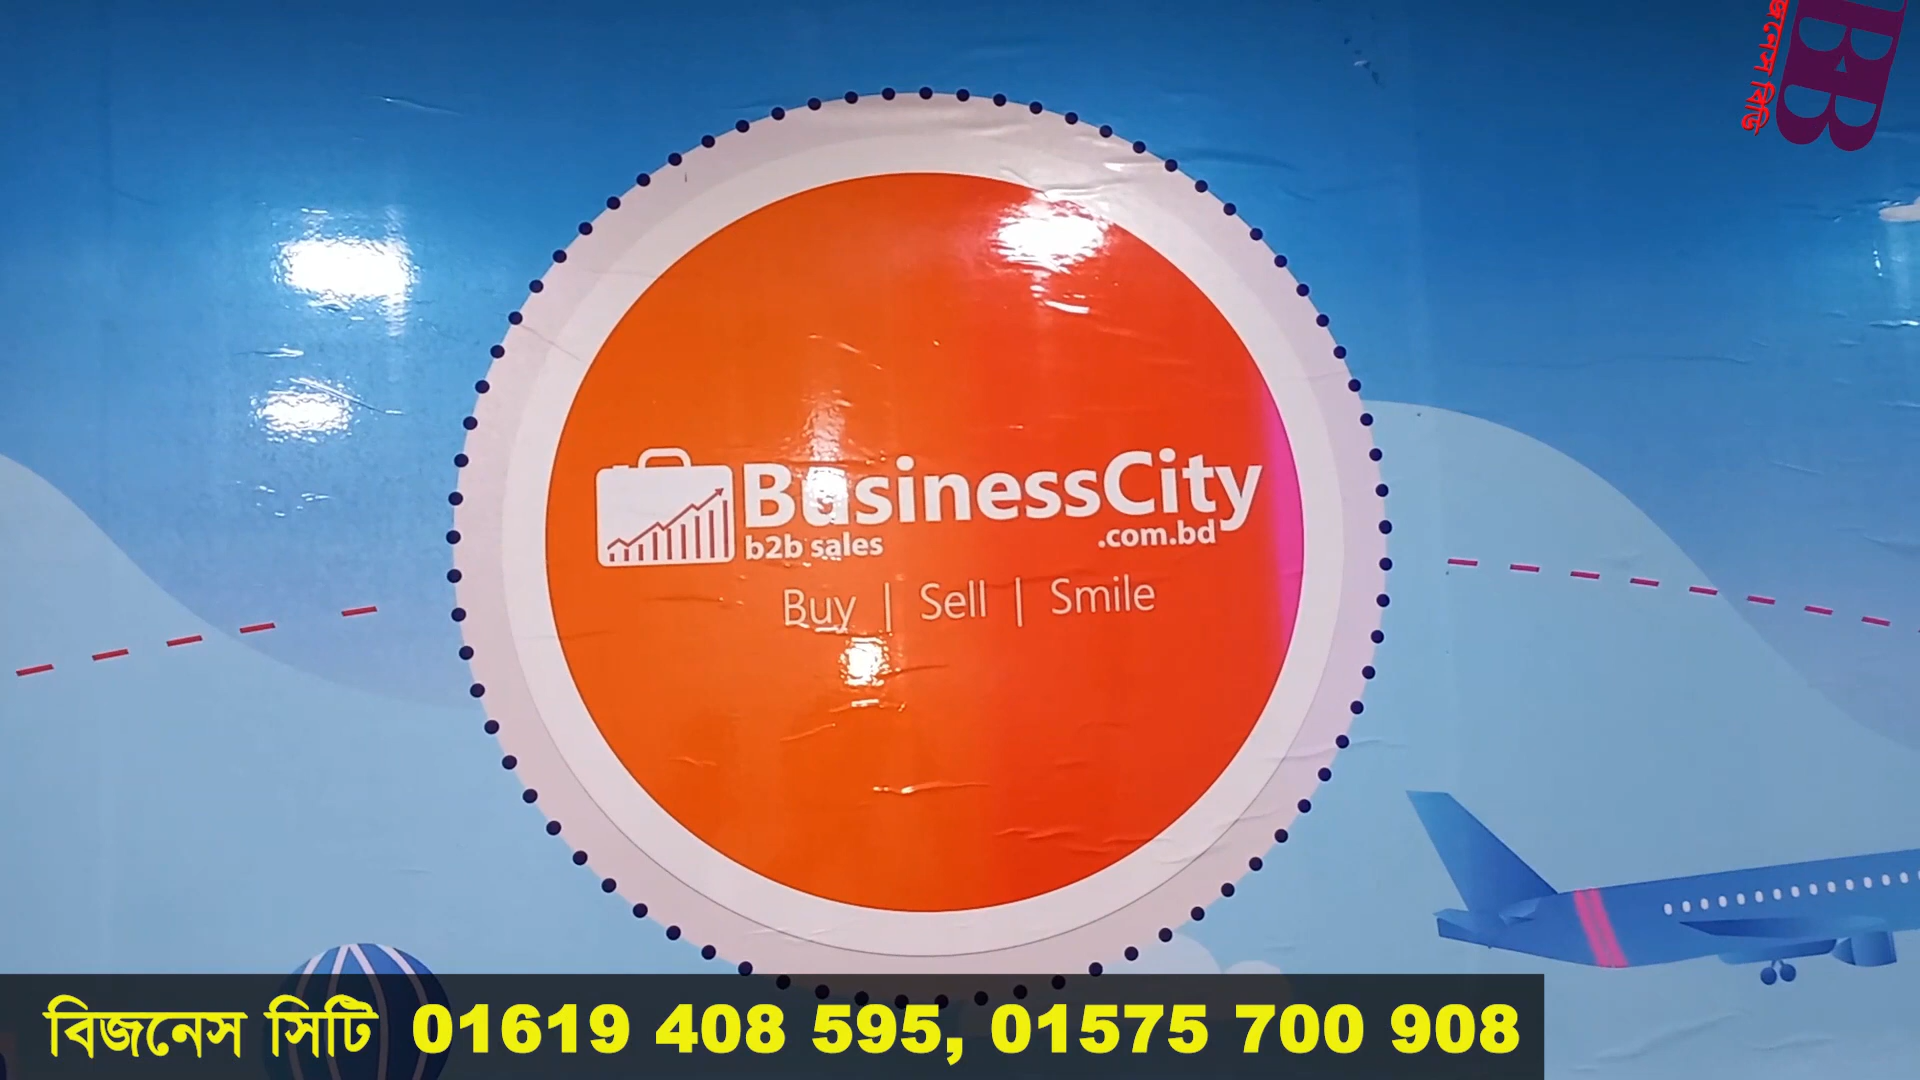 BusinessCity
b2b sales .com.bd
Buy | Sell | Smile
বিজনেস সিটি 01619 408 595, 01575 700 908